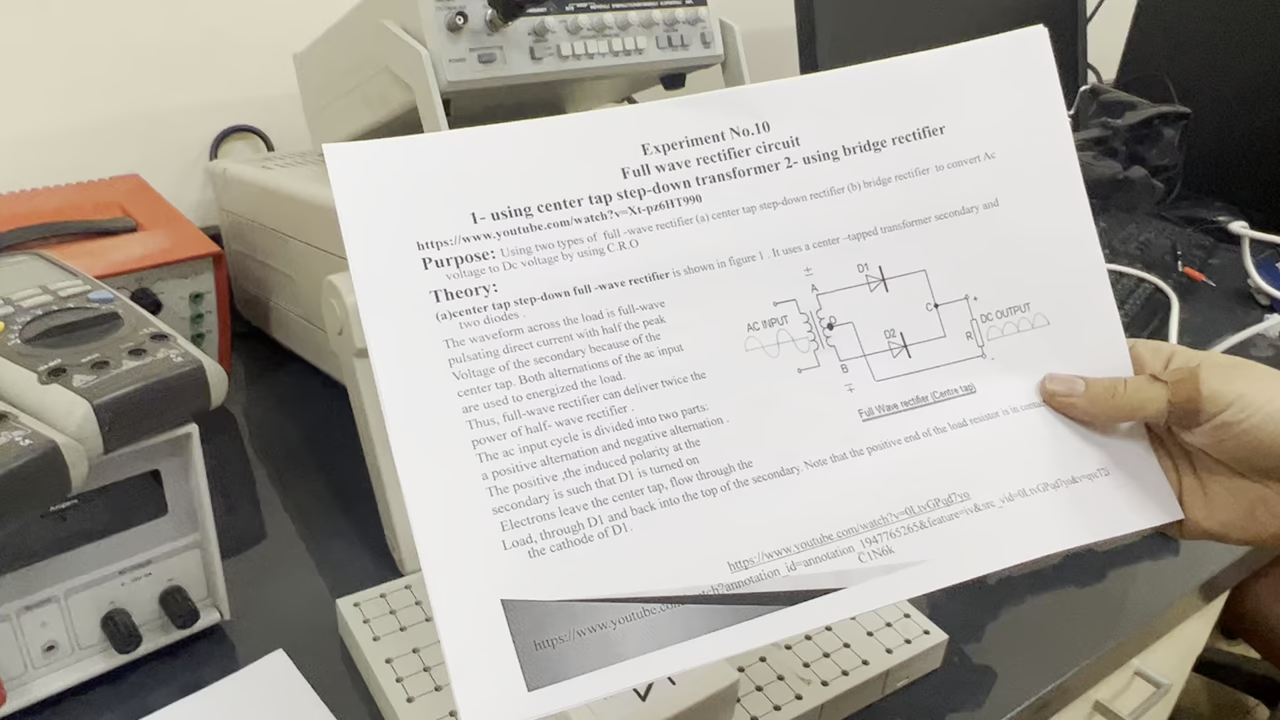 POWER
Experiment No.10
Full wave rectifier circuit
1- using center tap step-down transformer 2- using bridge rectifier
https://www.youtube.com/watch?v=Xt-pz6HT990
Purpose: Using two types of full -wave rectifier (a) center tap step-down rectifier (b) bridge rectifier to convert Ac
voltage to Dc voltage by using C.R.O
Theory:
(a)center tap step-down full -wave rectifier is shown in figure 1 . It uses a center –tapped transformer secondary and
two diodes .
The waveform across the load is full-wave
pulsating direct current with half the peak
Voltage of the secondary because of the
center tap. Both alternations of the ac input
are used to energized the load.
Thus, full-wave rectifier can deliver twice the
power of half- wave rectifier .
The ac input cycle is divided into two parts:
a positive alternation and negative alternation .
The positive ,the induced polarity at the
secondary is such that D1 is turned on
Electrons leave the center tap, flow through the
Load, through D1 and back into the top of the secondary. Note that the positive end of the load resistor is in
the cathode of D1.
±
A
D1
AC INPUT
D
C
+
D2
R
DC OUTPUT
B
-
∓
Full Wave rectifier (Centre tap)
https://www.youtube.com/watch?v=0LtvGPqd7yo
https://www.youtube.com/watch?annotation_id=annotation_1947765265&feature=iv&src_vid=0LtvGPqd7yo&v=
C1N6k
Ampere